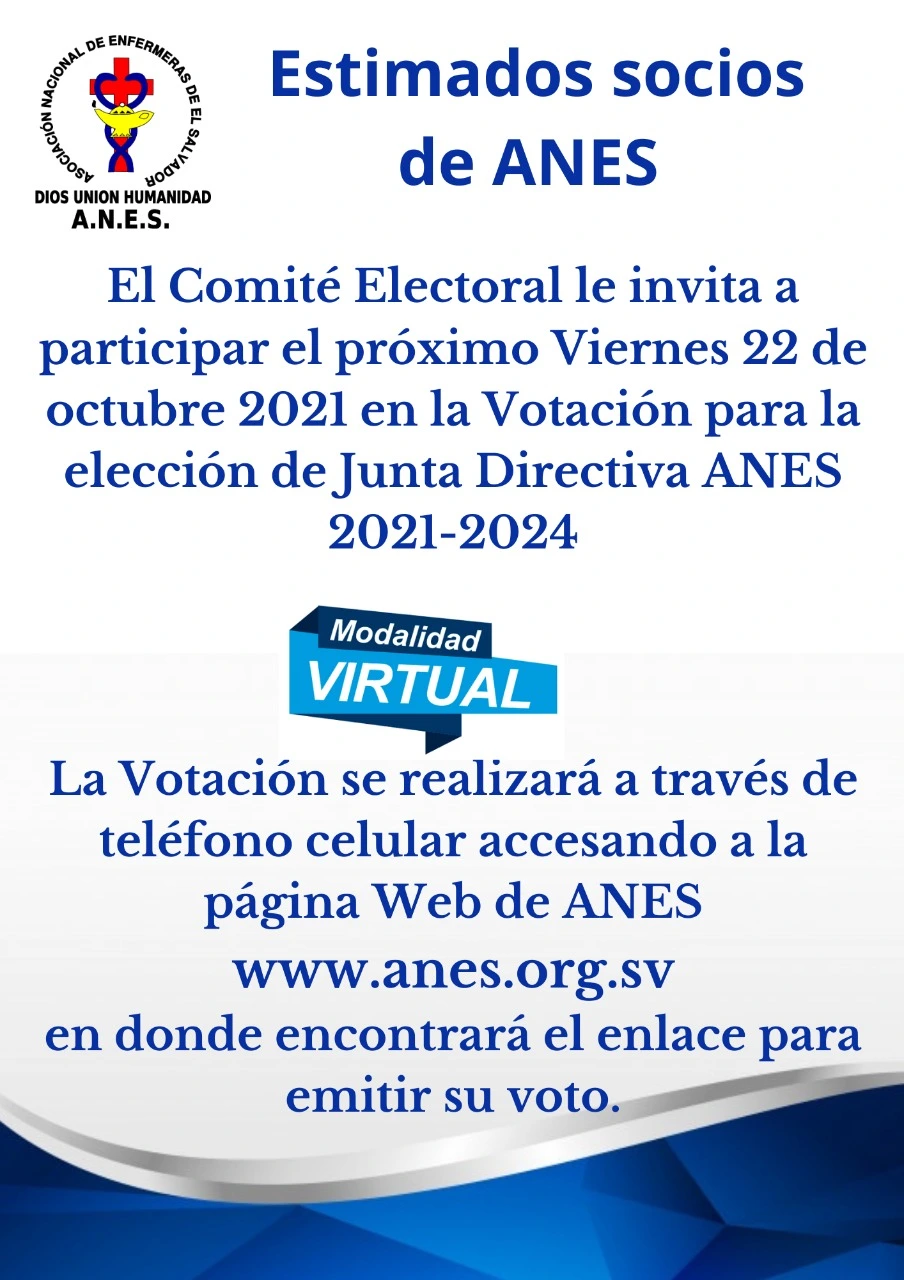 ASOCIACIÓN NACIONAL DE ENFERMERAS DE EL SALVADOR
DIOS UNION HUMANIDAD
A.N.E.S.
Estimados socios
de ANES
El Comité Electoral le invita a
participar el próximo Viernes 22 de
octubre 2021 en la Votación para la
elección de Junta Directiva ANES
2021-2024
Modalidad
VIRTUAL
La Votación se realizará a través de
teléfono celular accesando a la
página Web de ANES
www.anes.org.sv
en donde encontrará el enlace para
emitir su voto.